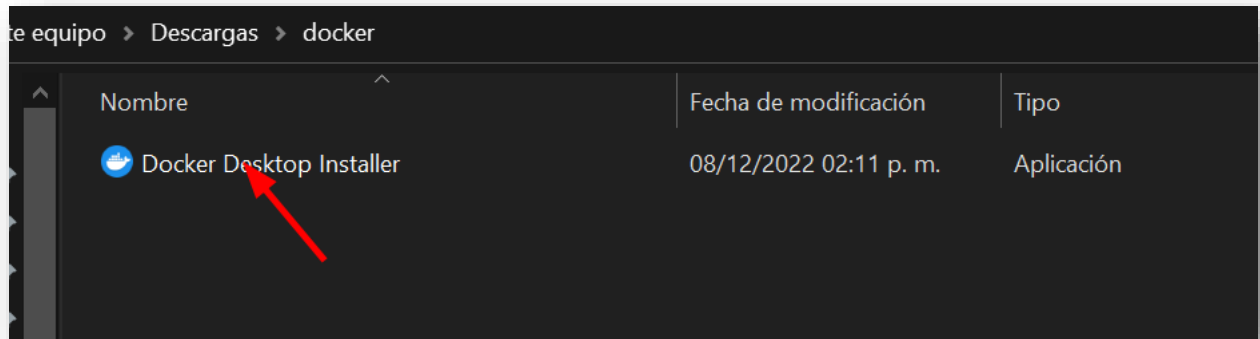 te equipo > Descargas > docker
Nombre Fecha de modificación Tipo
Docker Desktop Installer 08/12/2022 02:11 p. m. Aplicación